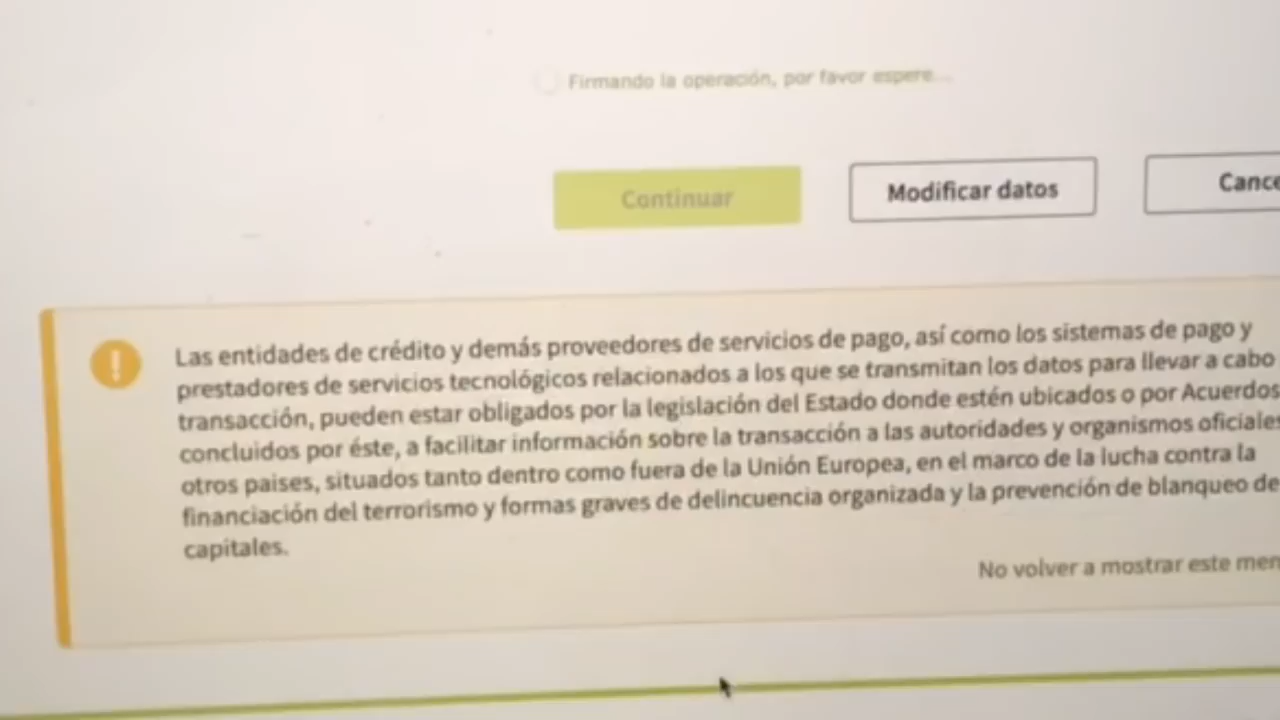 Firmando la operación, por favor espere...
Continuar
Modificar datos
Cance
Las entidades de crédito y demás proveedores de servicios de pago, así como los sistemas de pago y
prestadores de servicios tecnológicos relacionados a los que se transmitan los datos para llevar a cabo
transacción, pueden estar obligados por la legislación del Estado donde estén ubicados o por Acuerdos
concluidos por éste, a facilitar información sobre la transacción a las autoridades y organismos oficiales
otros paises, situados tanto dentro como fuera de la Unión Europea, en el marco de la lucha contra la
financiación del terrorismo y formas graves de delincuencia organizada y la prevención de blanqueo de
capitales.
No volver a mostrar este men